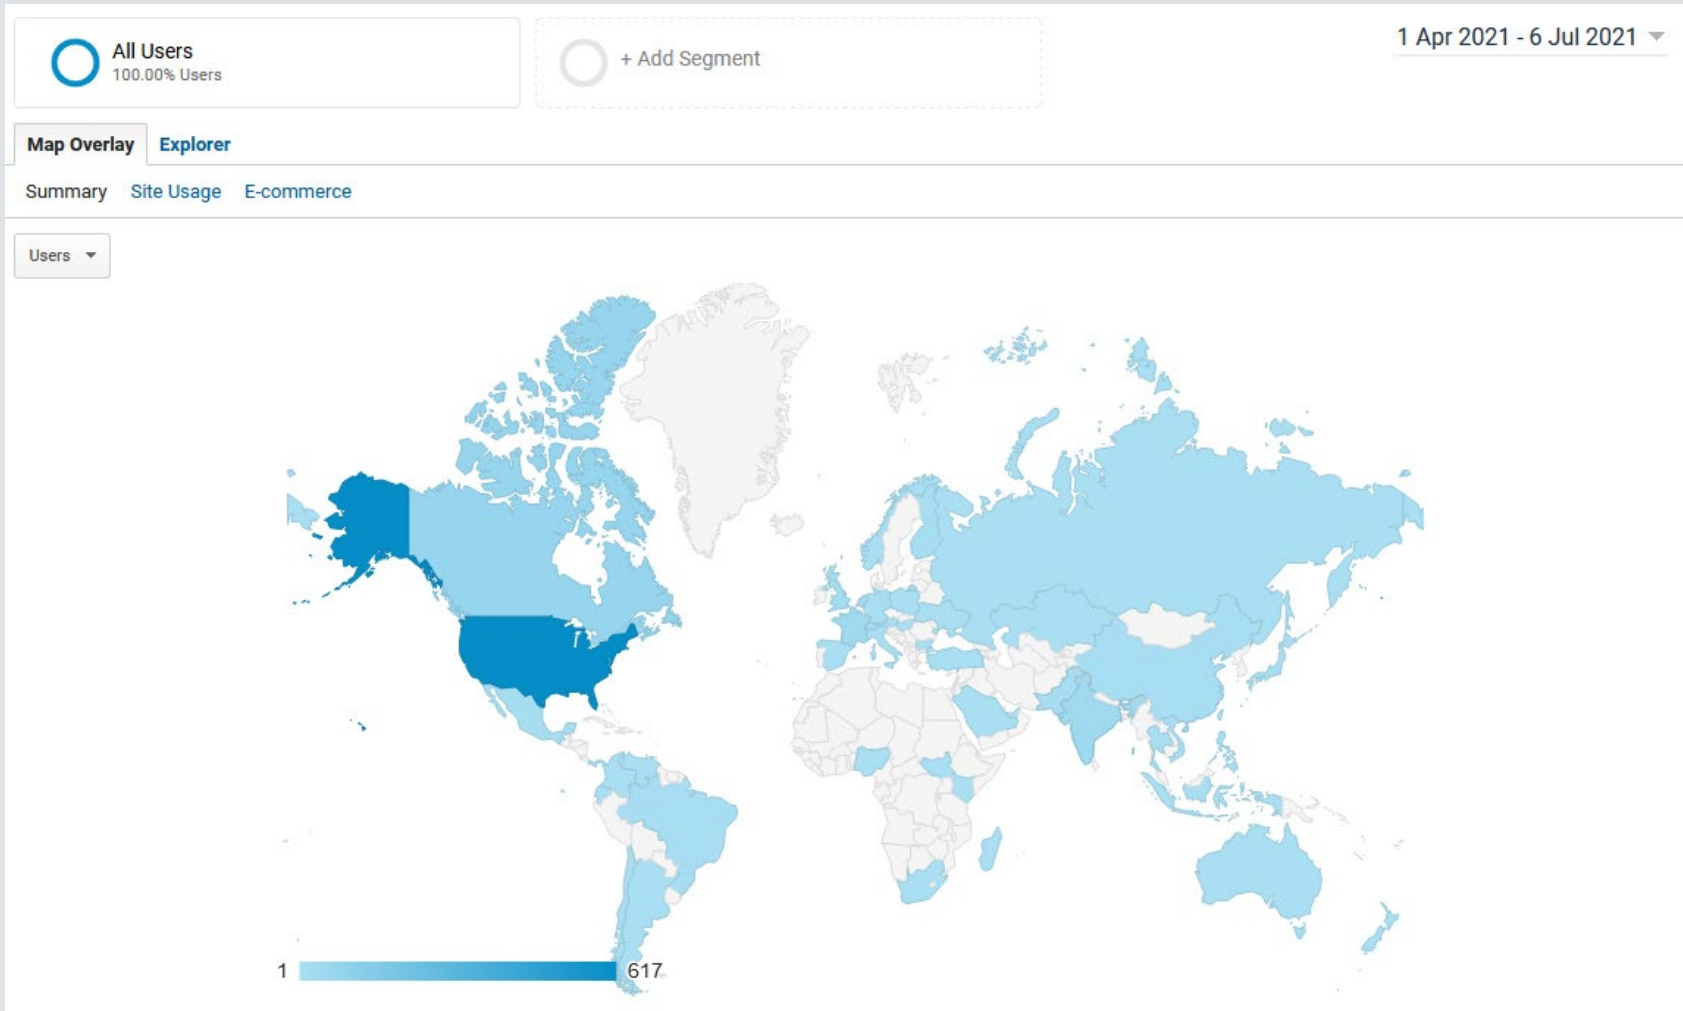 All Users
100.00% Users
+ Add Segment
1 Apr 2021 - 6 Jul 2021
Map Overlay Explorer
Summary Site Usage E-commerce
Users
1 617